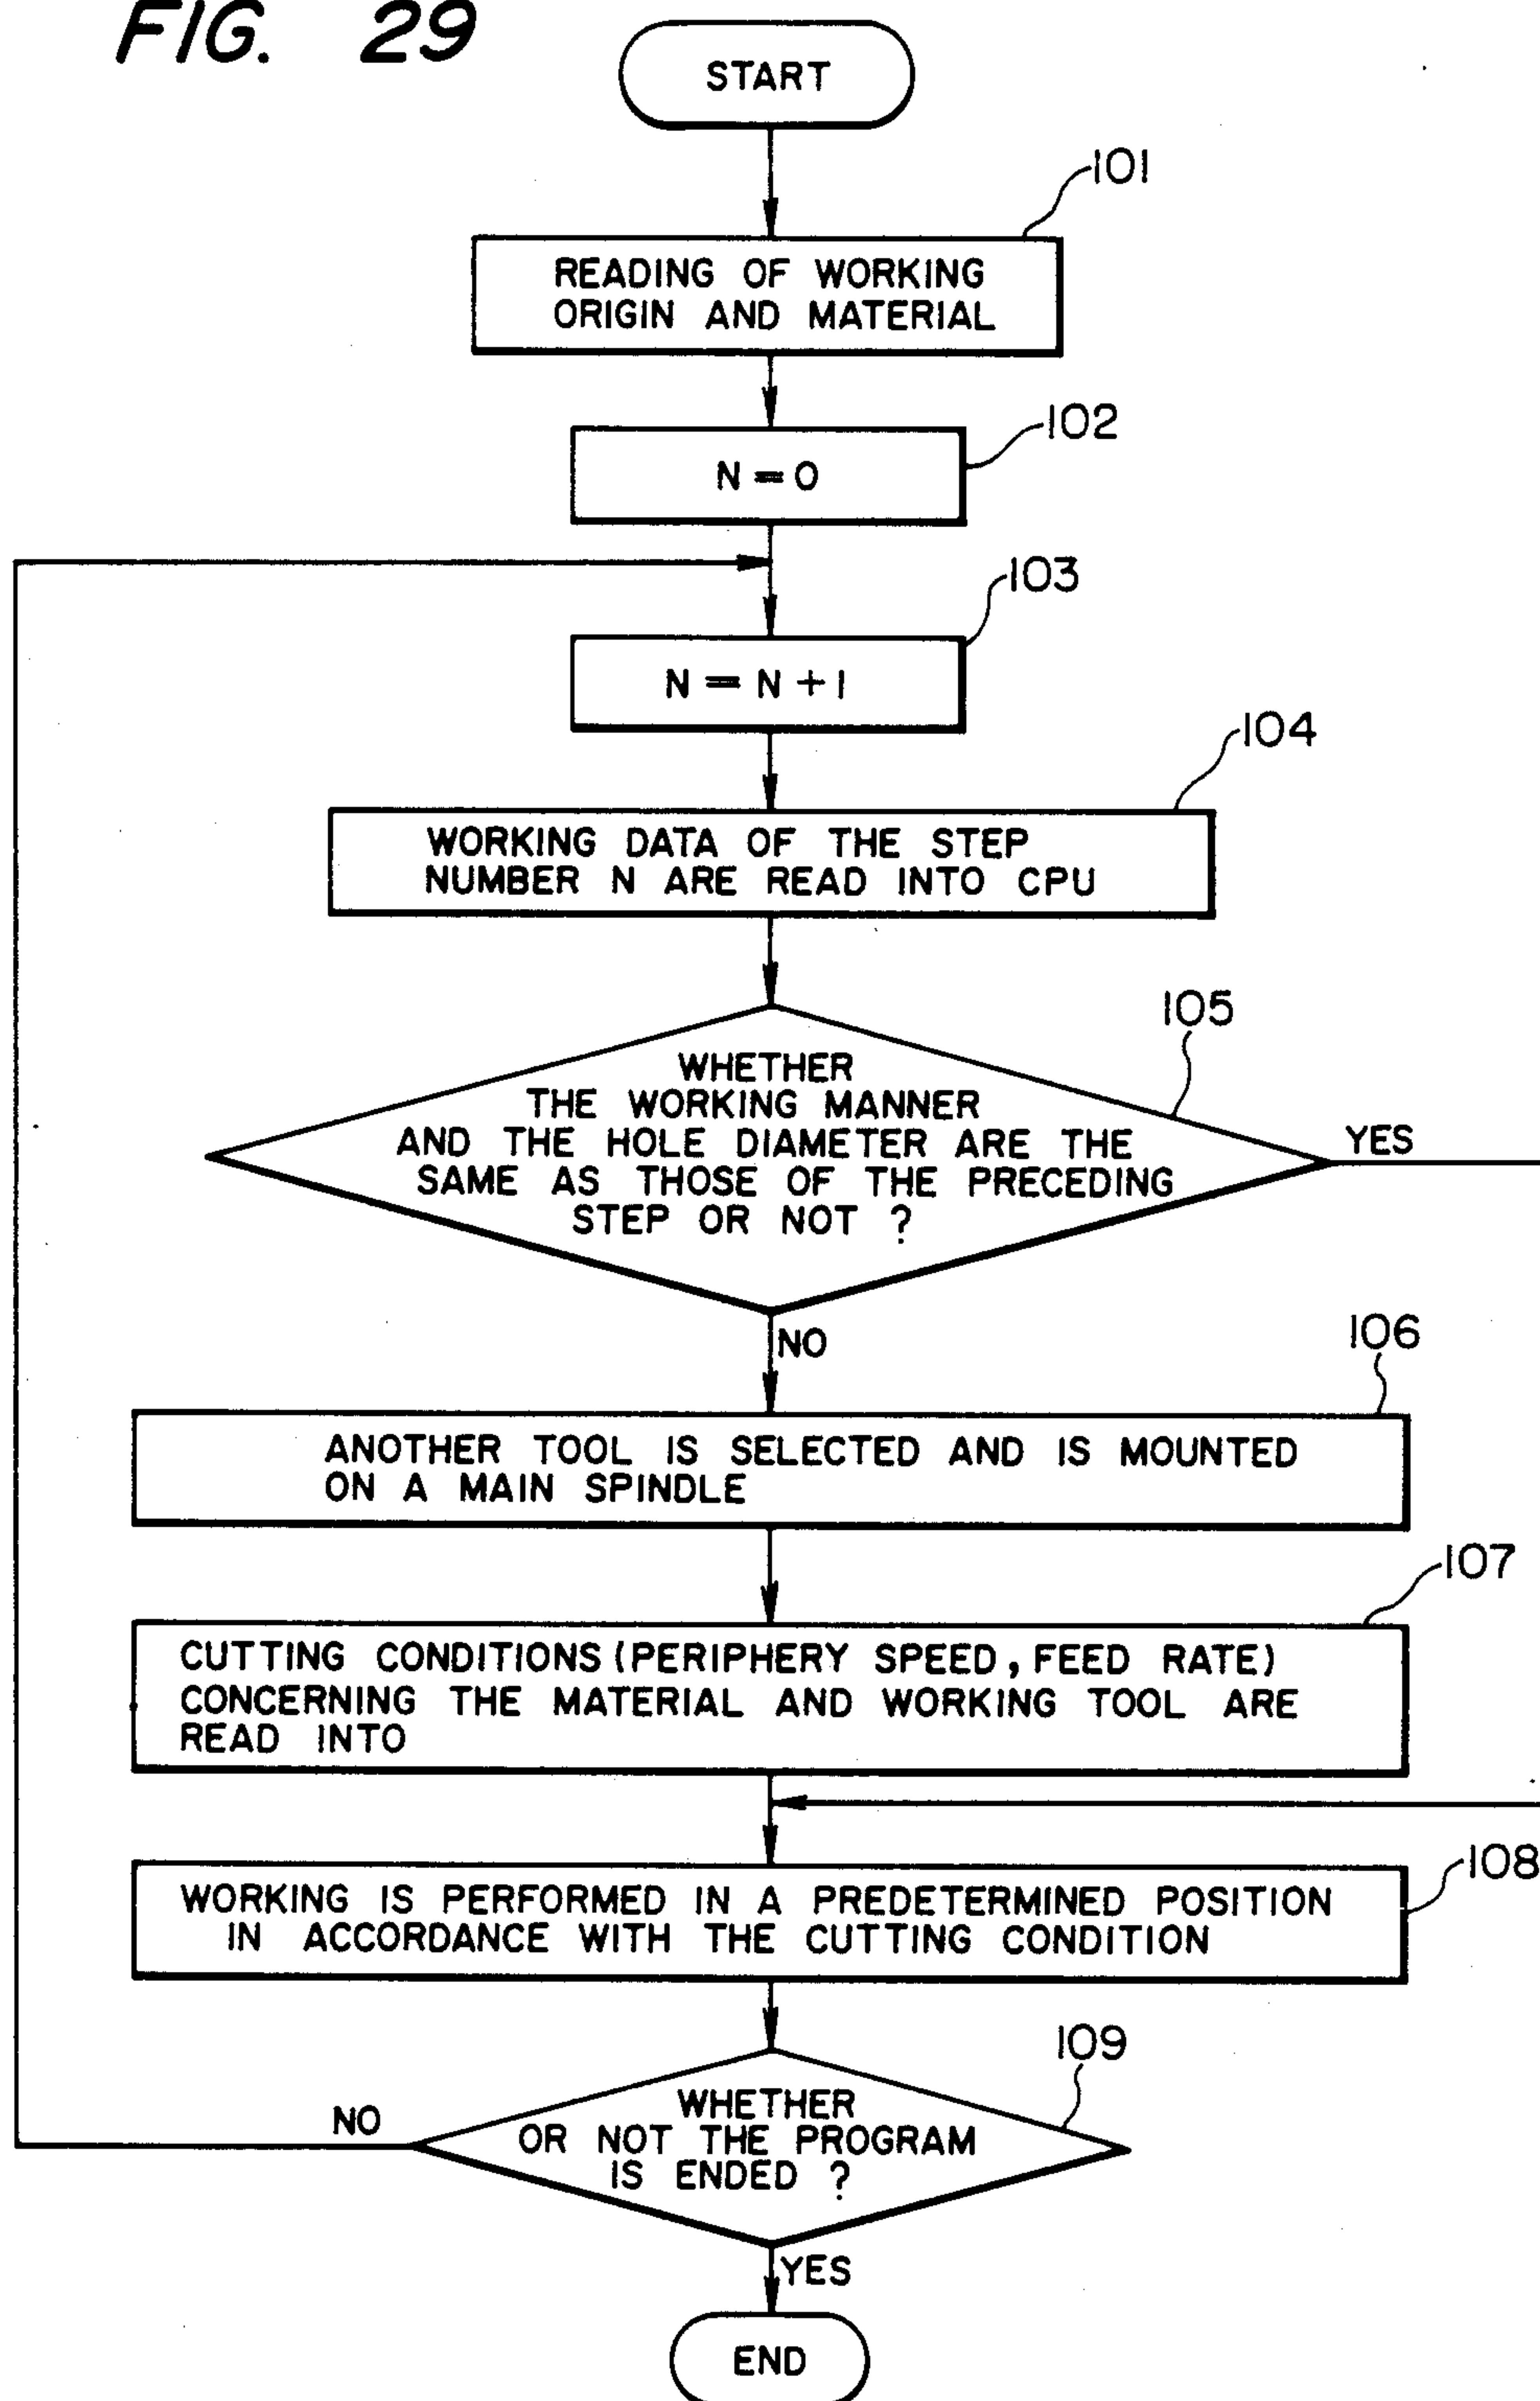 FIG. 29
START
101
READING OF WORKING
ORIGIN AND MATERIAL
102
N = 0
103
N = N + 1
104
WORKING DATA OF THE STEP
NUMBER N ARE READ INTO CPU
105
WHETHER
THE WORKING MANNER
AND THE HOLE DIAMETER ARE THE
SAME AS THOSE OF THE PRECEDING
STEP OR NOT ?
YES
NO
106
ANOTHER TOOL IS SELECTED AND IS MOUNTED
ON A MAIN SPINDLE
107
CUTTING CONDITIONS (PERIPHERY SPEED, FEED RATE)
CONCERNING THE MATERIAL AND WORKING TOOL ARE
READ INTO
108
WORKING IS PERFORMED IN A PREDETERMINED POSITION
IN ACCORDANCE WITH THE CUTTING CONDITION
109
WHETHER
OR NOT THE PROGRAM
IS ENDED ?
NO
YES
END